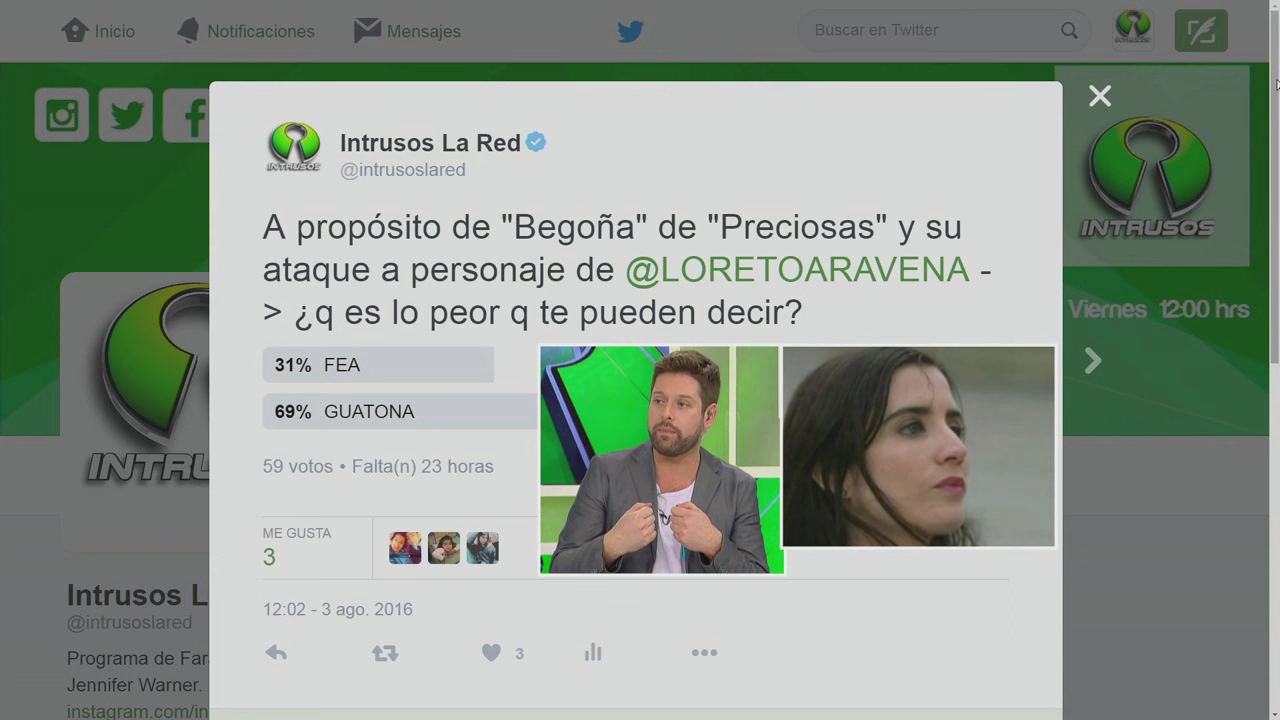 Inicio
Notificaciones
Mensajes
Buscar en Twitter
INTRUSOS
Viernes 12:00 hrs
Intrusos La Red
@intrusoslared
INTRUSOS
A propósito de "Begoña" de "Preciosas" y su
ataque a personaje de @LORETOARAVENA -
> ¿q es lo peor q te pueden decir?
31% FEA
69% GUATONA
59 votos • Falta(n) 23 horas
ME GUSTA
3
12:02 - 3 ago. 2016
3
INTRU
Intrusos L
@intrusoslared
Programa de Far
Jennifer Warner.
instagram.com/in